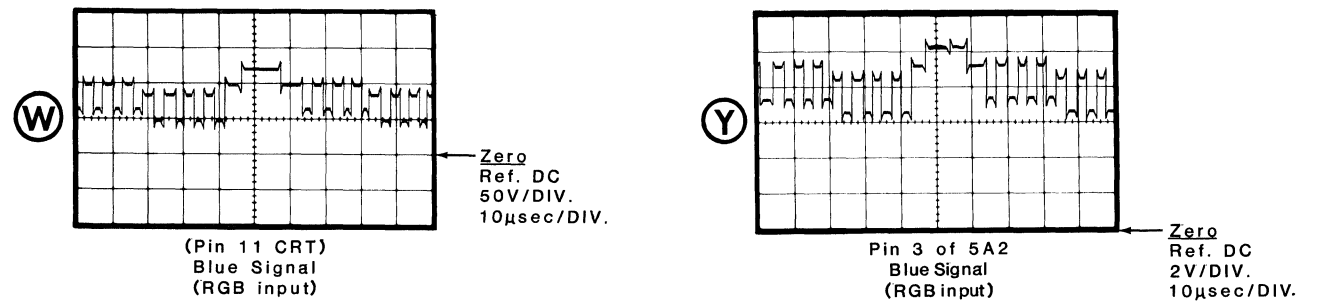 W
Zero
Ref. DC
50V/DIV.
10µsec/DIV.
(Pin 11 CRT)
Blue Signal
(RGB input)
Y
Zero
Ref. DC
2V/DIV.
10µsec/DIV.
Pin 3 of 5A2
Blue Signal
(RGB input)